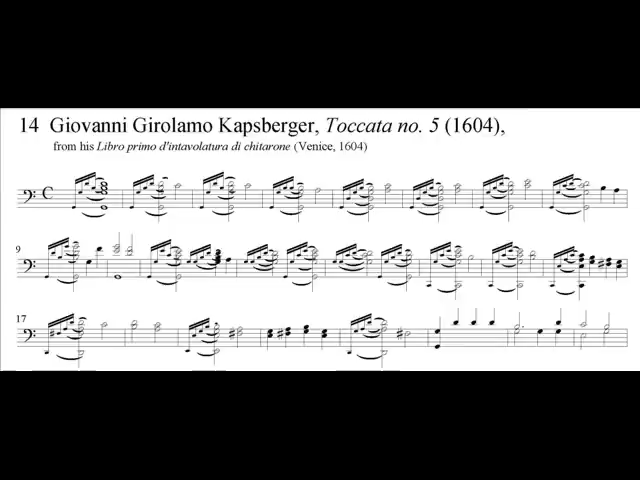 14 Giovanni Girolamo Kapsberger, Toccata no. 5 (1604),
from his Libro primo d'intavolatura di chitarone (Venice, 1604)
9
17